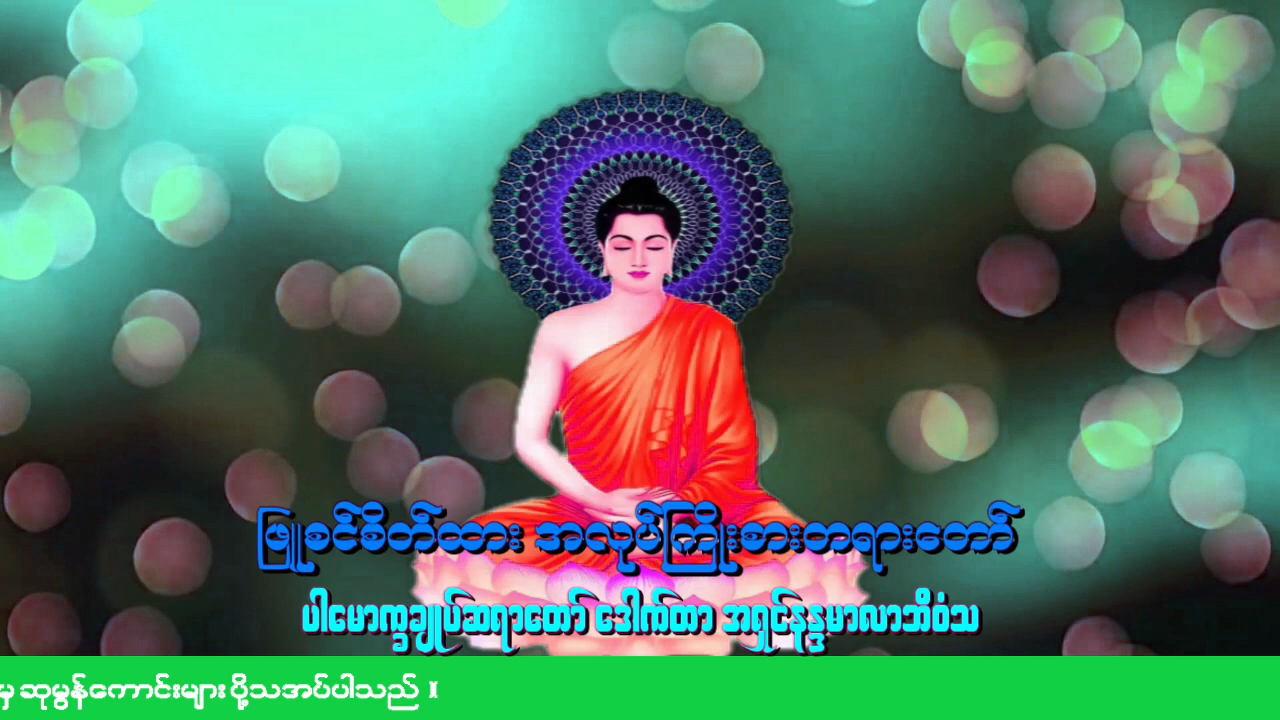 ဖြူစင်စိတ်ထား အလုပ်ကြိုးစားတရားတော်
ပါမောက္ခချုပ်ဆရာတော် ဒေါက်တာ အရှင်နန္ဒမာလာဘိဝံသ
မှ ဆုမွန်ကောင်းများ ပို့သအပ်ပါသည် ။